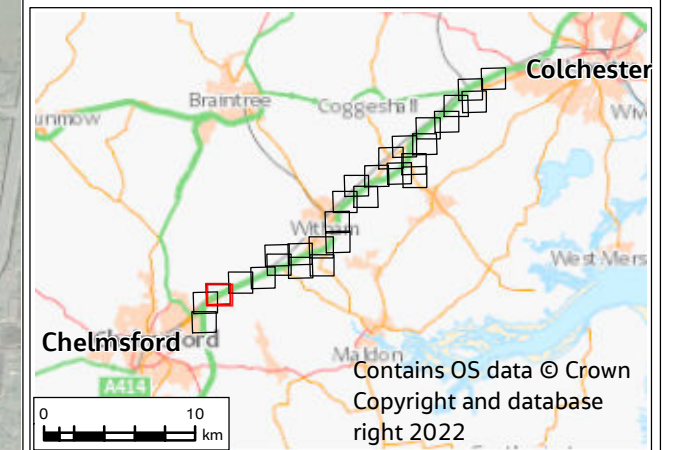 Colchester
Braintree
Coggeshall
unmow
Witham
West Mers
Chelmsford
Maldon
A414
Contains OS data © Crown
Copyright and database
right 2022
0 10
km